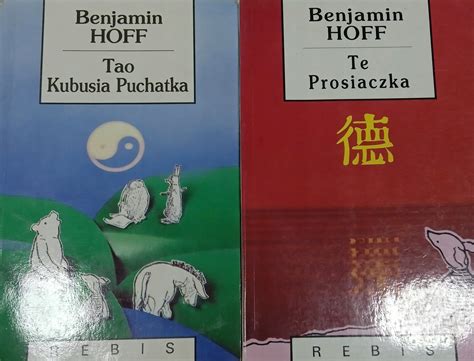 Benjamin
HOFF
Tao
Kubusia Puchatka
REBIS
Benjamin
HOFF
Te
Prosiaczka
德
REBIS